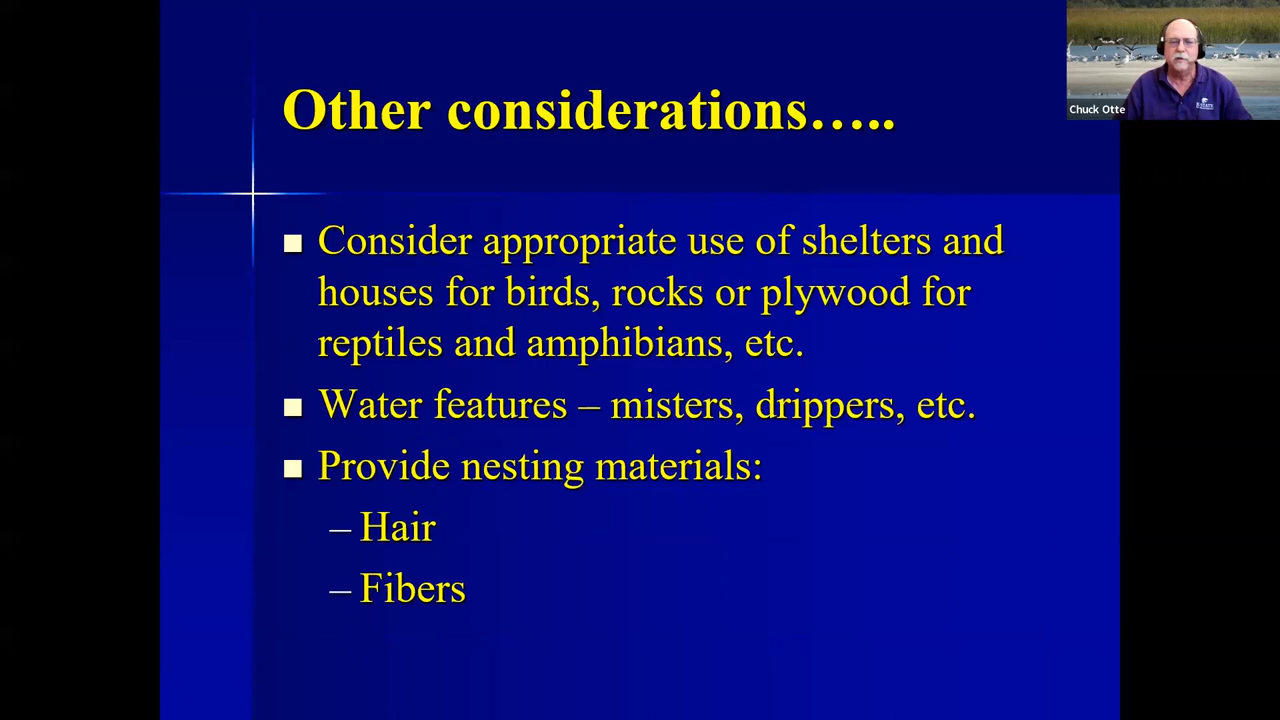 Other considerations…..
Chuck Otte
Consider appropriate use of shelters and
houses for birds, rocks or plywood for
reptiles and amphibians, etc.
Water features – misters, drippers, etc.
Provide nesting materials:
– Hair
– Fibers